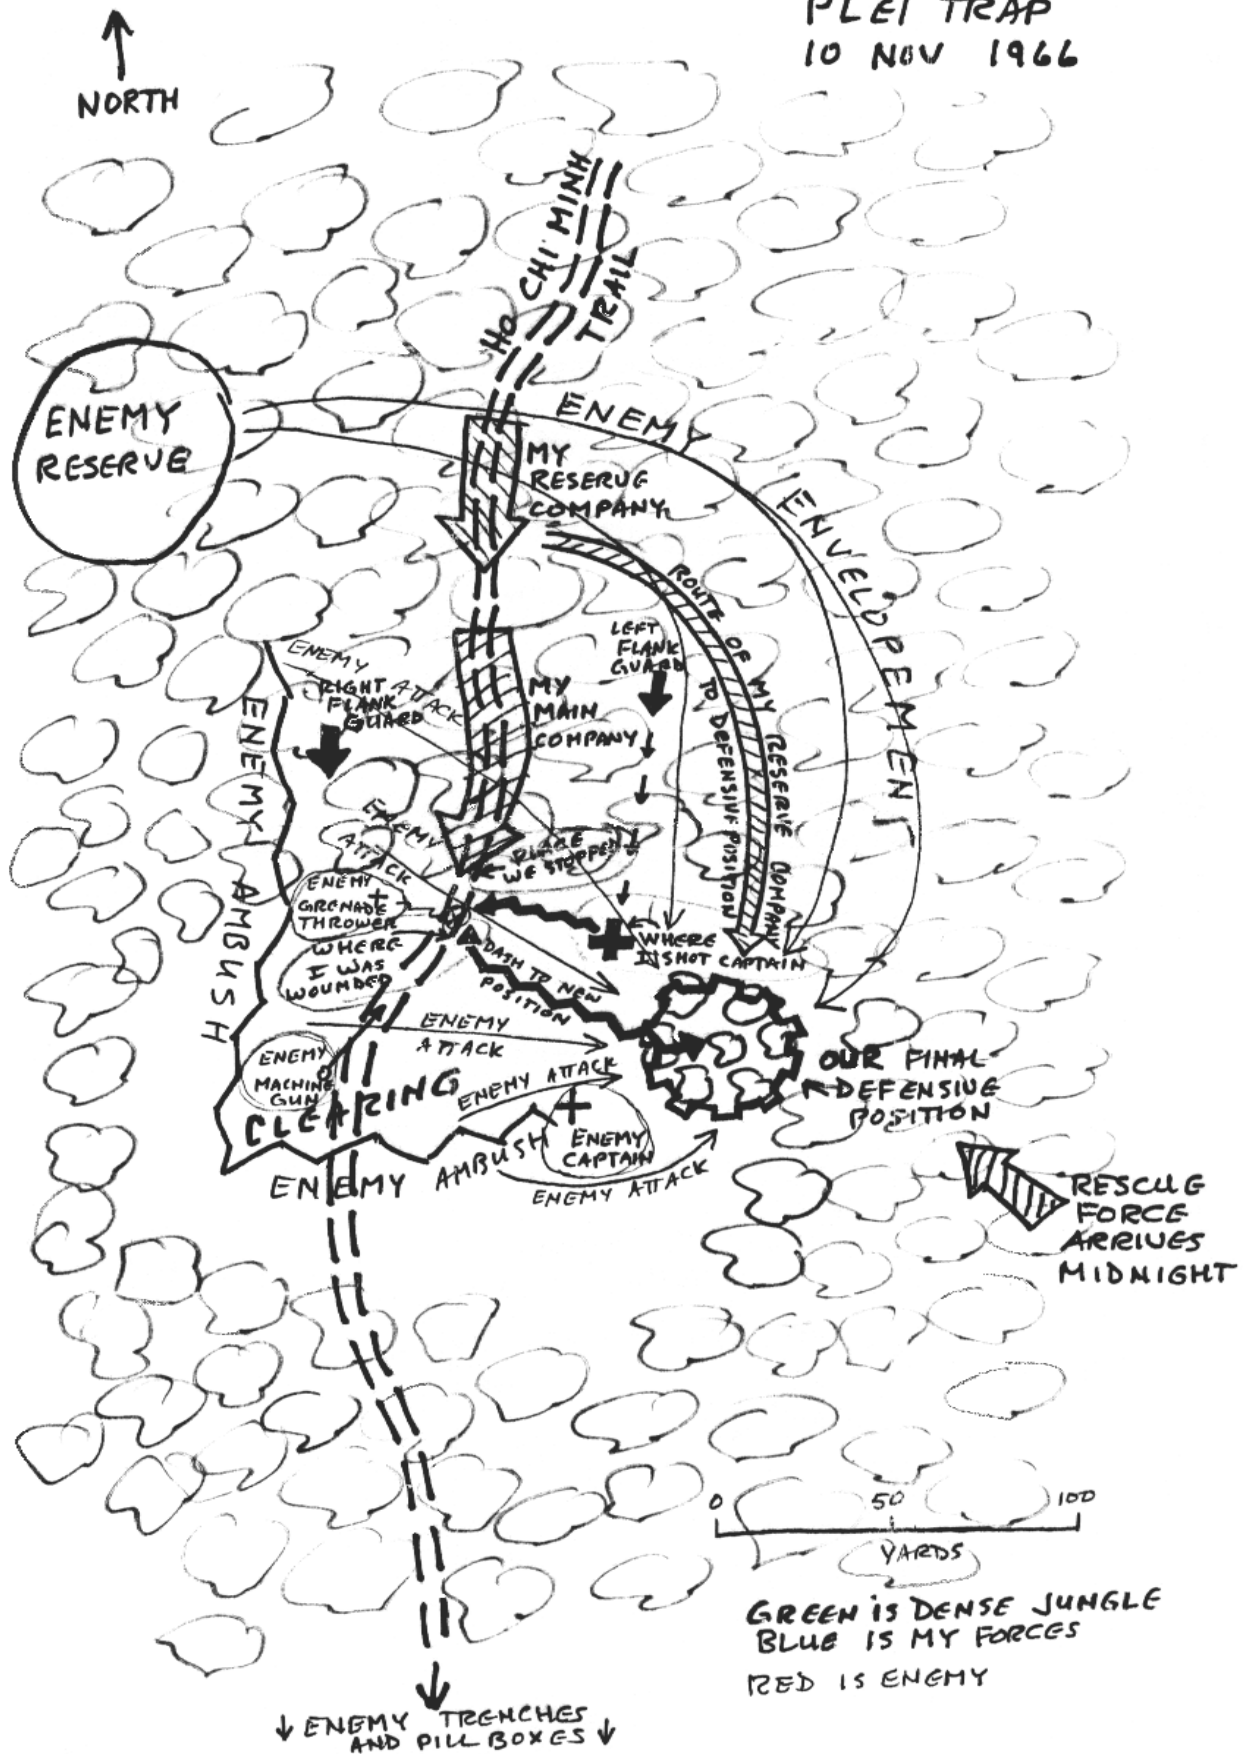 PLEI TRAP
10 NOV 1966
NORTH
HO CHI MINH
TRAIL
ENEMY
RESERVE
ENEMY
ENVELOPEMENT
MY
RESERVE
COMPANY
ROUTE OF MY RESERVE COMPANY
TO DEFENSIVE POSITION
LEFT
FLANK
GUARD
ENEMY ATTACK
RIGHT
FLANK
GUARD
MY
MAIN
COMPANY
ENEMY AMBUSH
ENEMY
ATTACK
PLACE
WE STOPPED
ENEMY
GRENADE
THROWER
WHERE
I WAS
WOUNDED
WHERE
I SHOT CAPTAIN
DASH TO NEW
POSITION
ENEMY
ATTACK
ENEMY
MACHINE
GUN
CLEARING
ENEMY ATTACK
OUR FINAL
DEFENSIVE
POSITION
ENEMY
CAPTAIN
ENEMY AMBUSH
ENEMY ATTACK
RESCUE
FORCE
ARRIVES
MIDNIGHT
0 50 100
YARDS
GREEN IS DENSE JUNGLE
BLUE IS MY FORCES
RED IS ENEMY
↓ ENEMY TRENCHES
AND PILL BOXES ↓